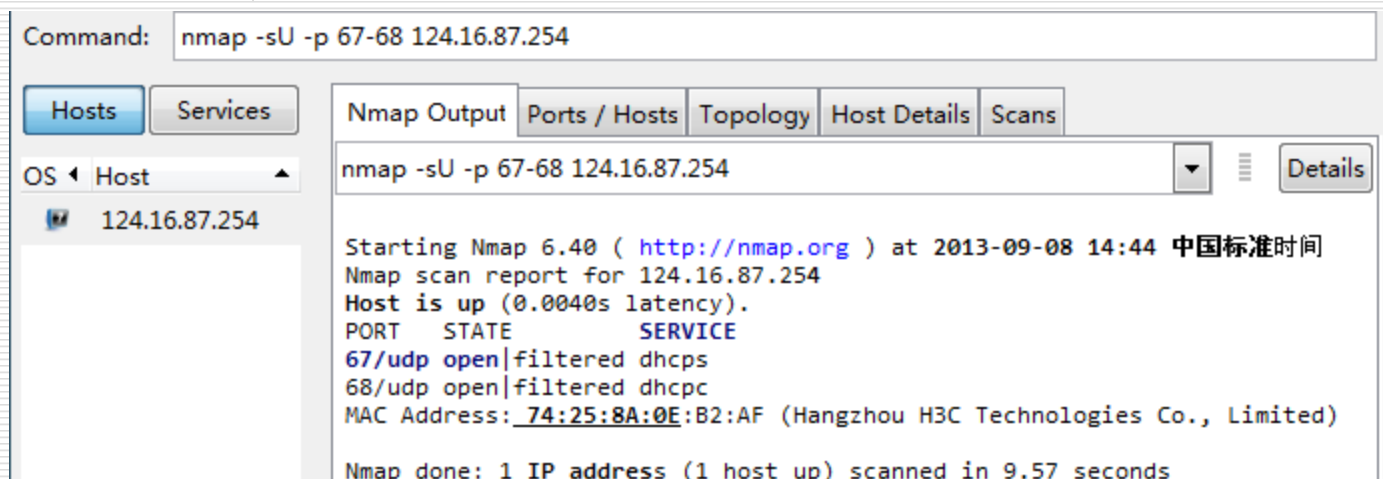 Command: nmap -sU -p 67-68 124.16.87.254
Hosts Services
Nmap Output Ports / Hosts Topology Host Details Scans
nmap -sU -p 67-68 124.16.87.254 Details
OS Host
124.16.87.254
Starting Nmap 6.40 ( http://nmap.org ) at 2013-09-08 14:44 中国标准时间
Nmap scan report for 124.16.87.254
Host is up (0.0040s latency).
PORT STATE SERVICE
67/udp open|filtered dhcps
68/udp open|filtered dhcpc
MAC Address: 74:25:8A:0E:B2:AF (Hangzhou H3C Technologies Co., Limited)
Nmap done: 1 IP address (1 host up) scanned in 9.57 seconds